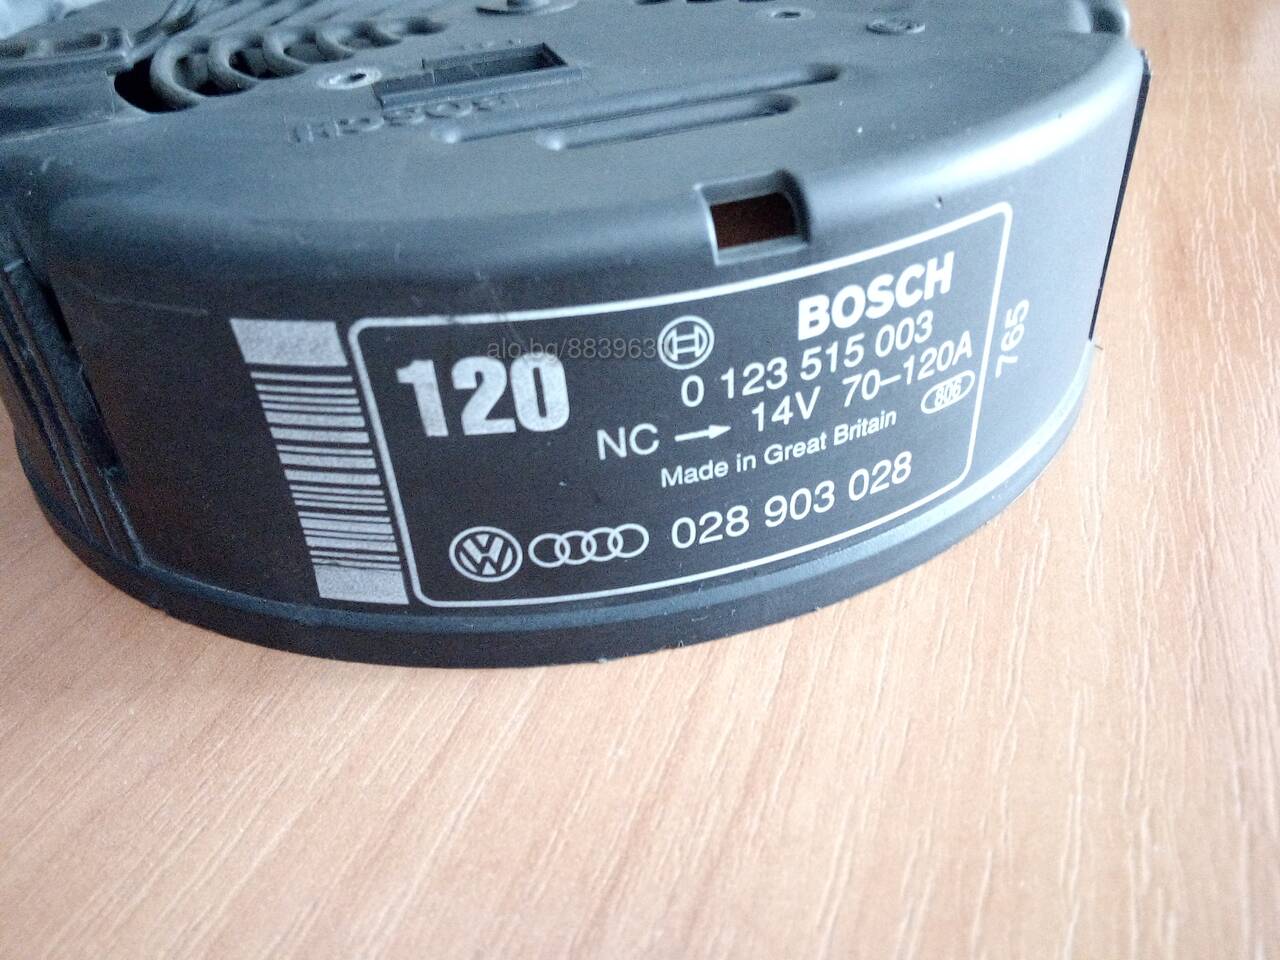 BOSCH
120
BOSCH
0 123 515 003
NC → 14V 70–120A
Made in Great Britain
806
028 903 028
765
alo.bg/883963